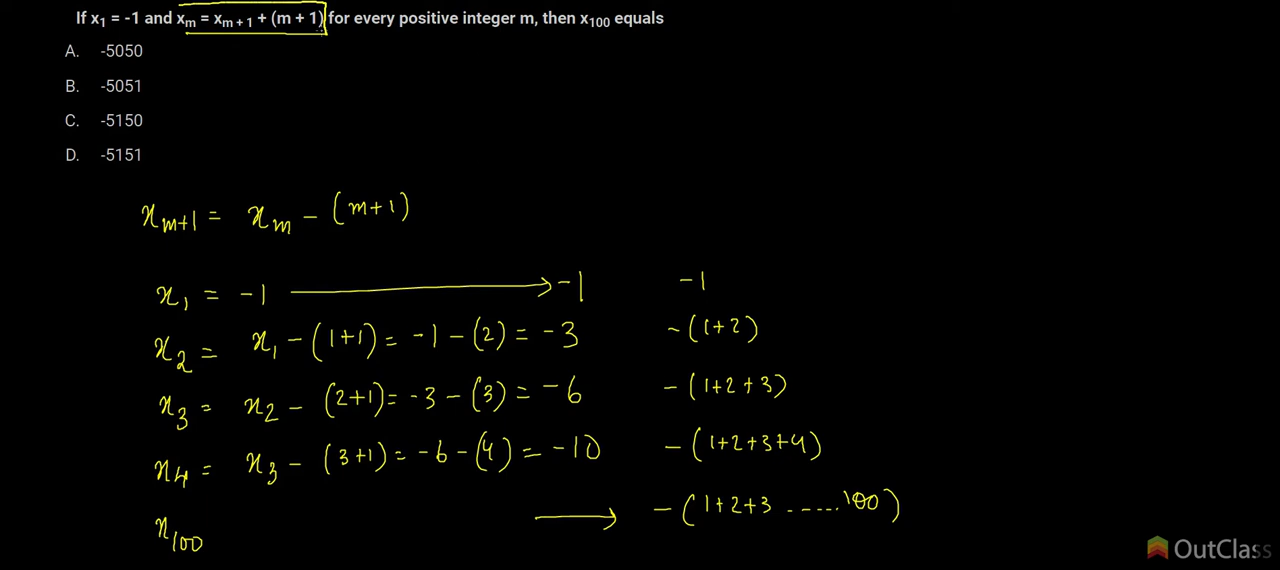 If x₁ = -1 and xₘ = xₘ₊₁ + (m + 1) for every positive integer m, then x₁₀₀ equals
A. -5050
B. -5051
C. -5150
D. -5151
xₘ₊₁ = xₘ - (m+1)
x₁ = -1 → -1 -1
x₂ = x₁ - (1+1) = -1 - (2) = -3 -(1+2)
x₃ = x₂ - (2+1) = -3 - (3) = -6 -(1+2+3)
x₄ = x₃ - (3+1) = -6 - (4) = -10 -(1+2+3+4)
x₁₀₀ → -(1+2+3 ......100)
OutClass